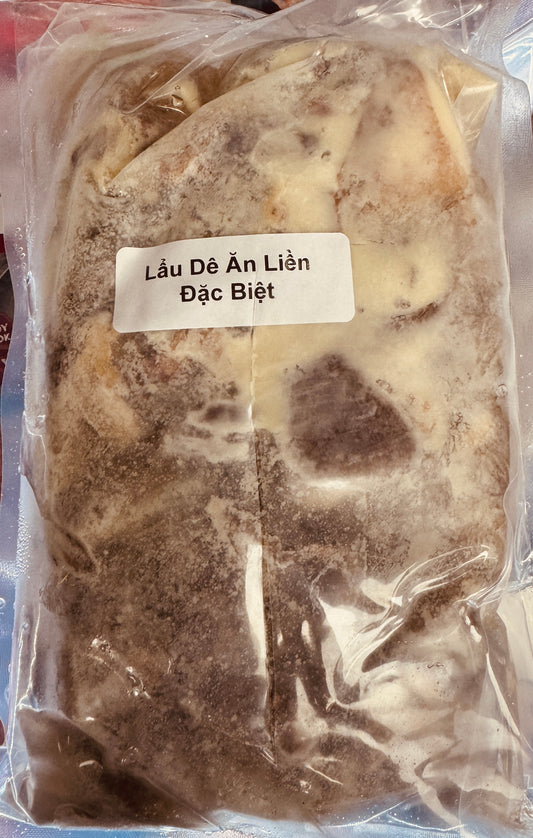 Lẩu Dê Ăn Liền
Đặc Biệt